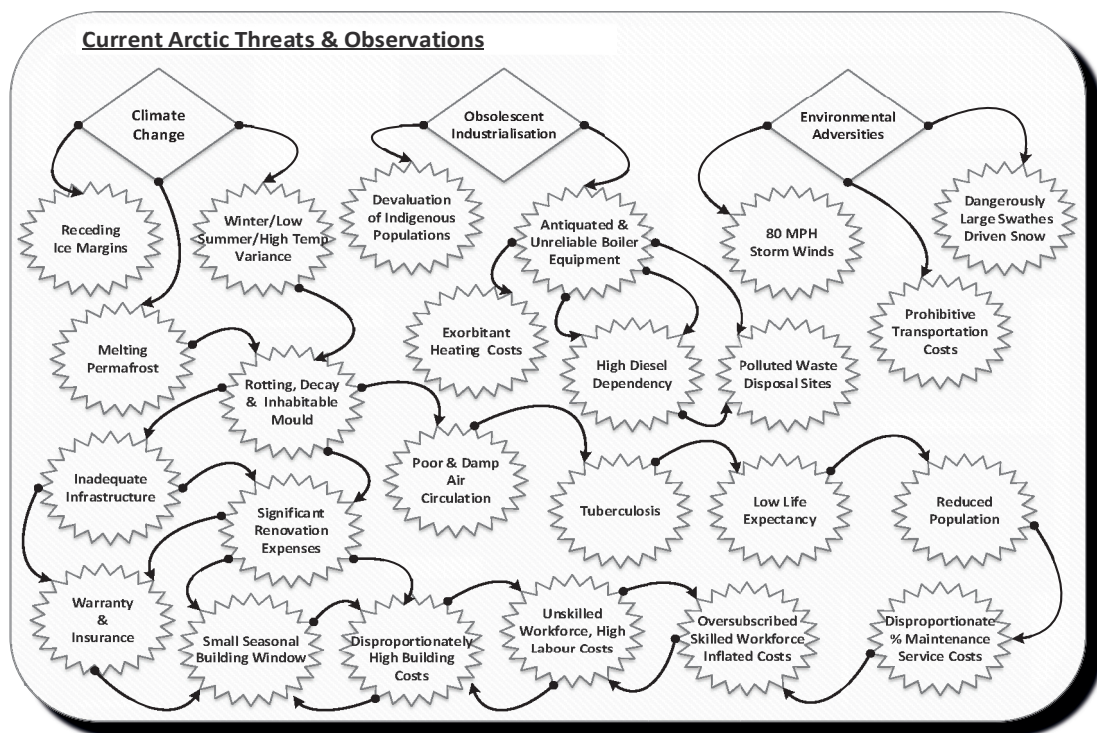 Current Arctic Threats & Observations
Climate
Change
Obsolescent
Industrialisation
Environmental
Adversities
Receding
Ice Margins
Winter/Low
Summer/High Temp
Variance
Devaluation
of Indigenous
Populations
Antiquated &
Unreliable Boiler
Equipment
80 MPH
Storm Winds
Dangerously
Large Swathes
Driven Snow
Melting
Permafrost
Exorbitant
Heating Costs
High Diesel
Dependency
Polluted Waste
Disposal Sites
Prohibitive
Transportation
Costs
Rotting, Decay
& Inhabitable
Mould
Inadequate
Infrastructure
Poor & Damp
Air
Circulation
Tuberculosis
Low Life
Expectancy
Reduced
Population
Significant
Renovation
Expenses
Warranty
&
Insurance
Small Seasonal
Building Window
Disproportionately
High Building
Costs
Unskilled
Workforce, High
Labour Costs
Oversubscribed
Skilled Workforce
Inflated Costs
Disproportionate
% Maintenance
Service Costs